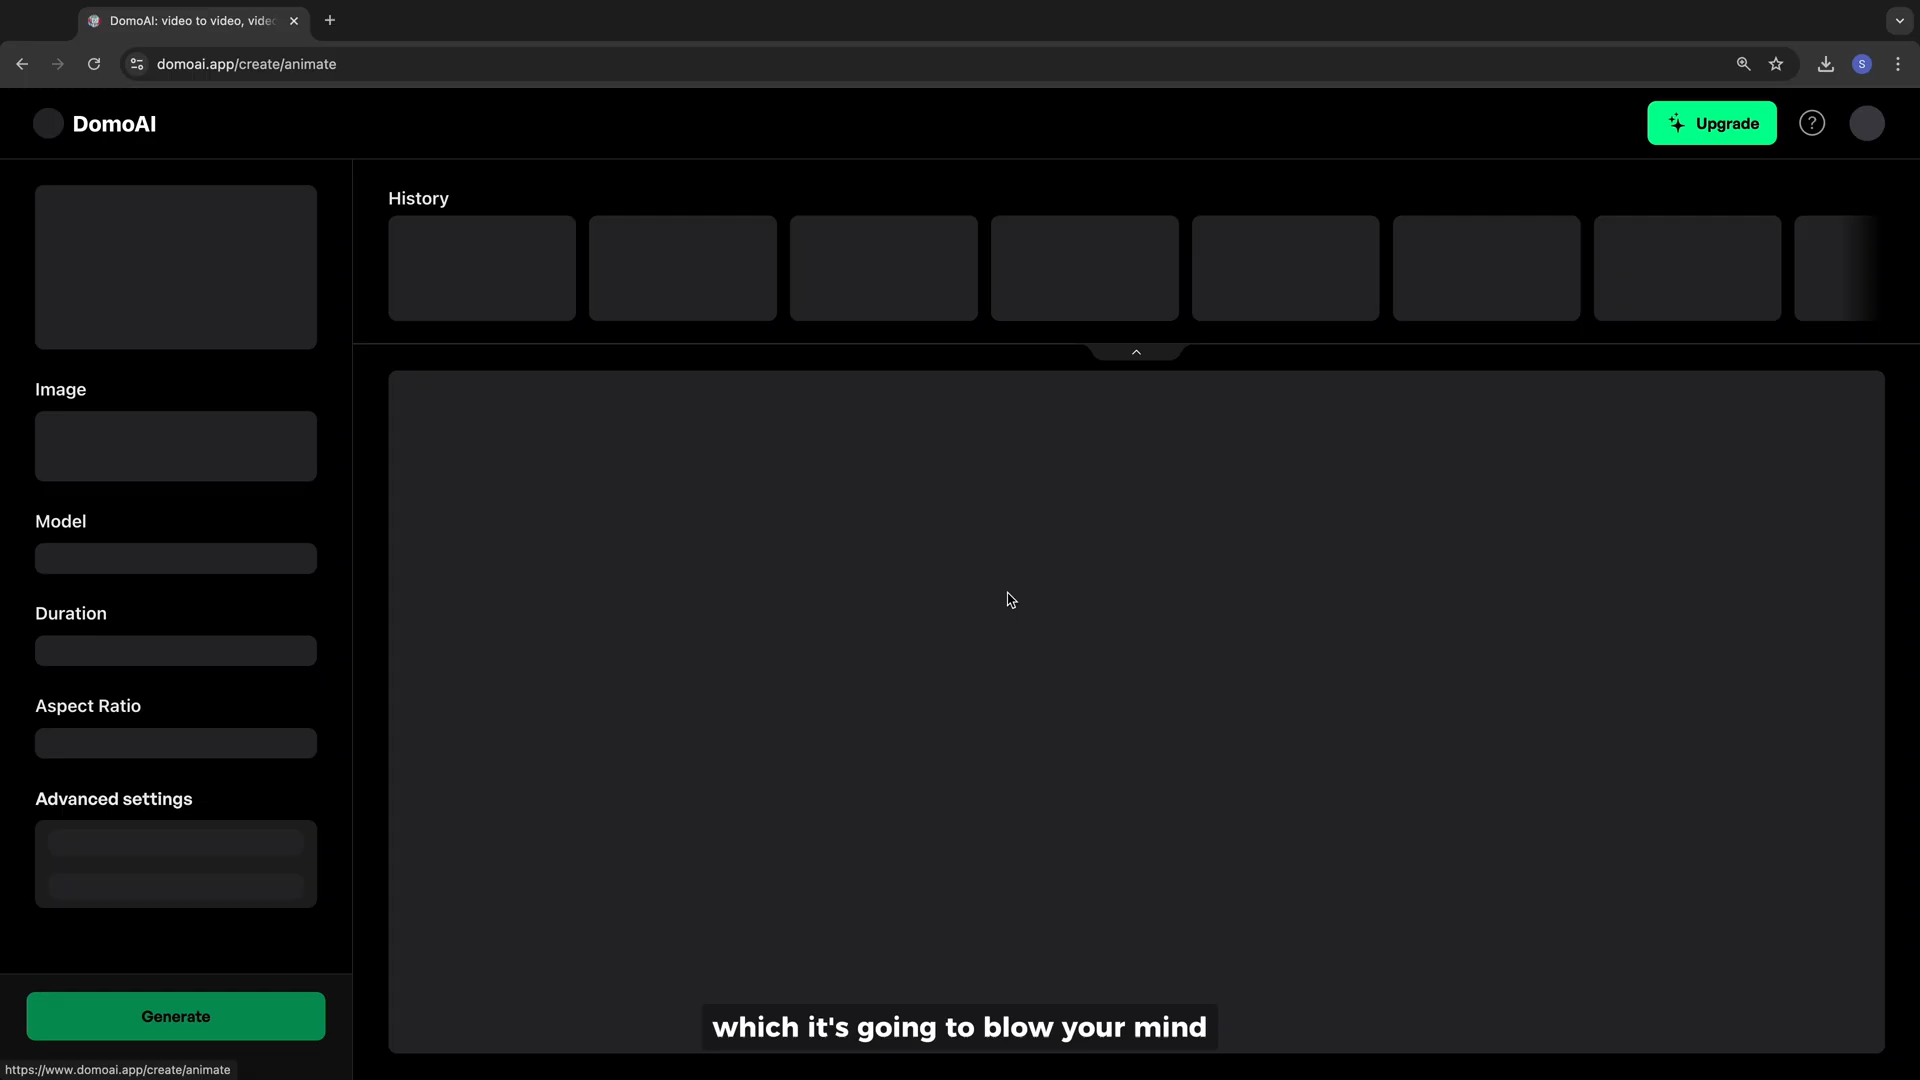 DomoAI: video to video, vide
domoai.app/create/animate
S
DomoAI
Upgrade
?
History
Image
Model
Duration
Aspect Ratio
Advanced settings
Generate
which it's going to blow your mind
https://www.domoai.app/create/animate